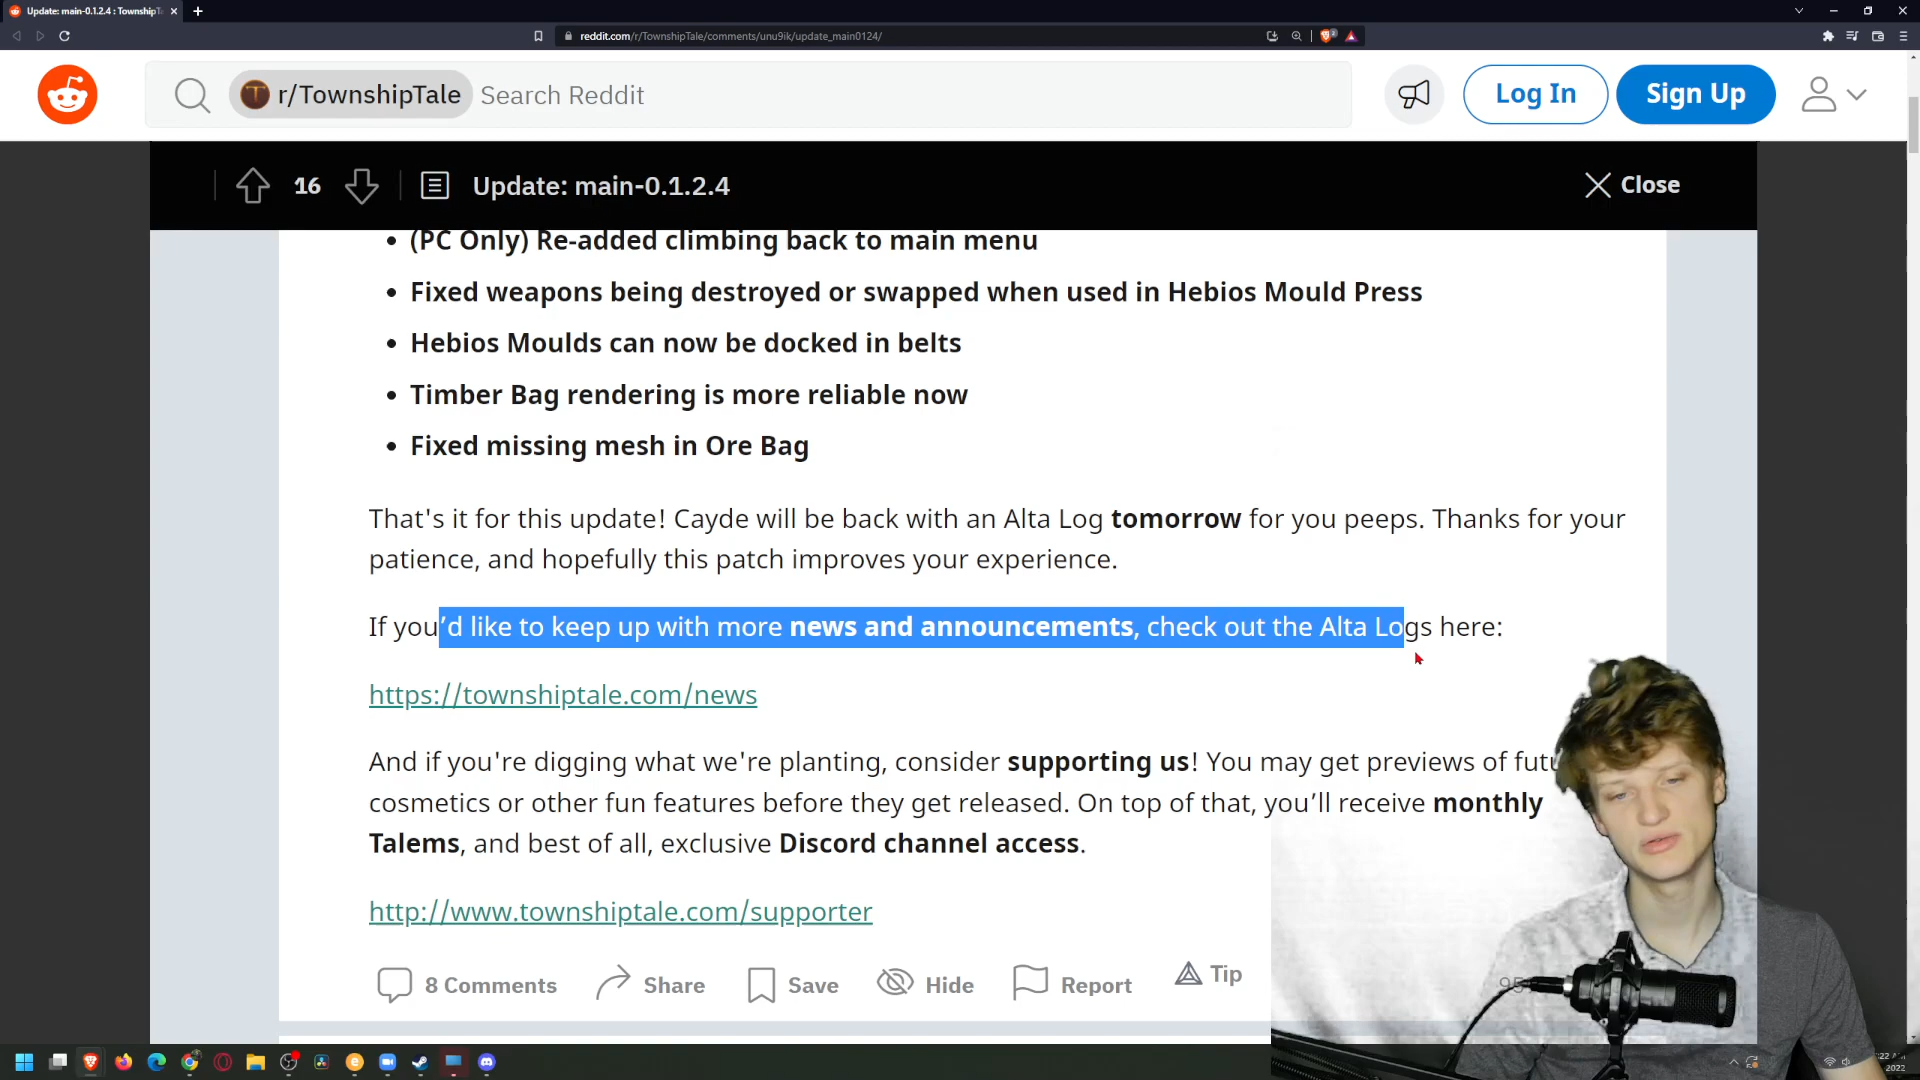 Update: main-0.1.2.4 : TownshipT
reddit.com/r/TownshipTale/comments/unu9ik/update_main0124/
r/TownshipTale Search Reddit
Log In
Sign Up
16
Update: main-0.1.2.4
Close
• (PC Only) Re-added climbing back to main menu
• Fixed weapons being destroyed or swapped when used in Hebios Mould Press
• Hebios Moulds can now be docked in belts
• Timber Bag rendering is more reliable now
• Fixed missing mesh in Ore Bag
That's it for this update! Cayde will be back with an Alta Log tomorrow for you peeps. Thanks for your
patience, and hopefully this patch improves your experience.
If you’d like to keep up with more news and announcements, check out the Alta Logs here:
https://townshiptale.com/news
And if you're digging what we're planting, consider supporting us! You may get previews of futu
cosmetics or other fun features before they get released. On top of that, you’ll receive monthly
Talems, and best of all, exclusive Discord channel access.
http://www.townshiptale.com/supporter
8 Comments
Share
Save
Hide
Report
Tip
2022